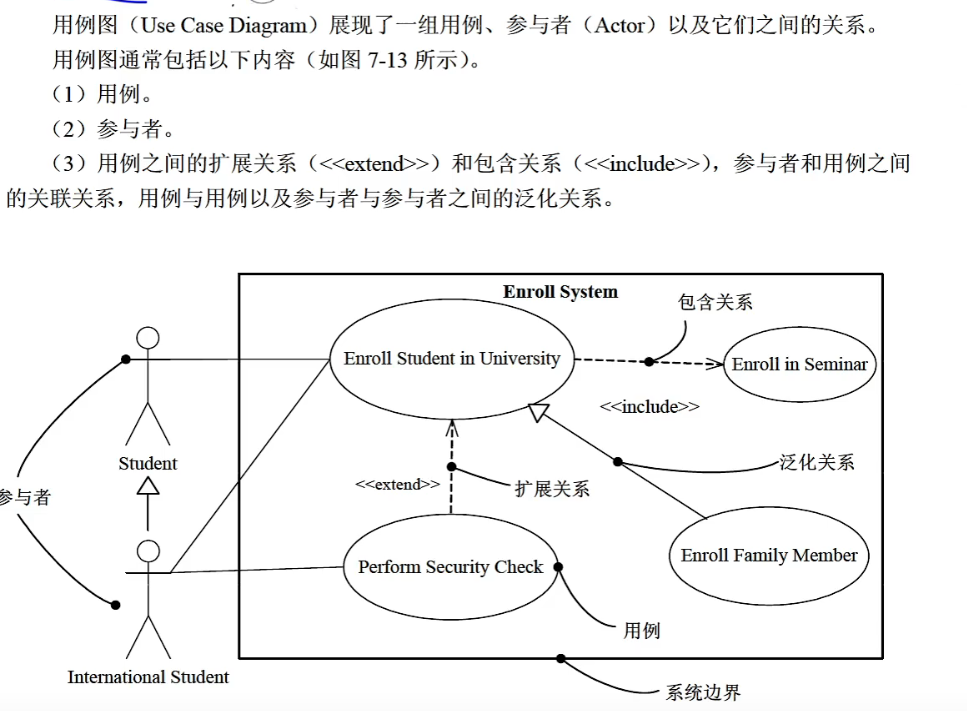 用例图（Use Case Diagram）展现了一组用例、参与者（Actor）以及它们之间的关系。
用例图通常包括以下内容（如图 7-13 所示）。
（1）用例。
（2）参与者。
（3）用例之间的扩展关系（<<extend>>）和包含关系（<<include>>），参与者和用例之间
的关联关系，用例与用例以及参与者与参与者之间的泛化关系。
Enroll System
包含关系
Enroll Student in University
Enroll in Seminar
<<include>>
Student
泛化关系
<<extend>>
扩展关系
参与者
Enroll Family Member
Perform Security Check
用例
International Student
系统边界